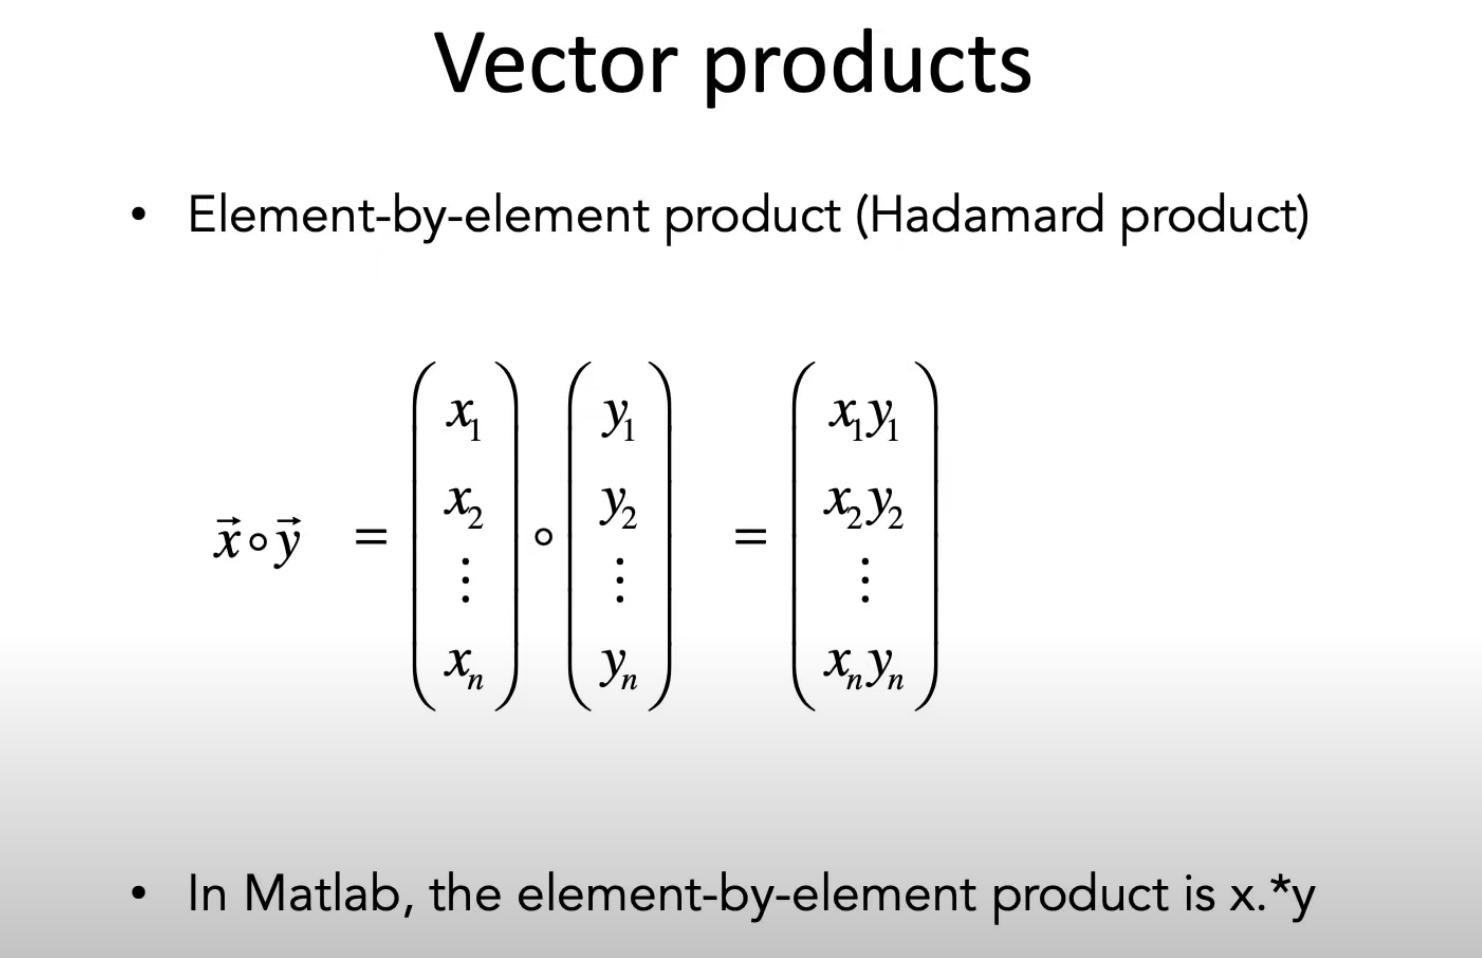 Vector products
• Element-by-element product (Hadamard product)
$\vec{x} \circ \vec{y} = \begin{pmatrix} x_1 \\ x_2 \\ \vdots \\ x_n \end{pmatrix} \circ \begin{pmatrix} y_1 \\ y_2 \\ \vdots \\ y_n \end{pmatrix} = \begin{pmatrix} x_1 y_1 \\ x_2 y_2 \\ \vdots \\ x_n y_n \end{pmatrix}$
• In Matlab, the element-by-element product is x.*y